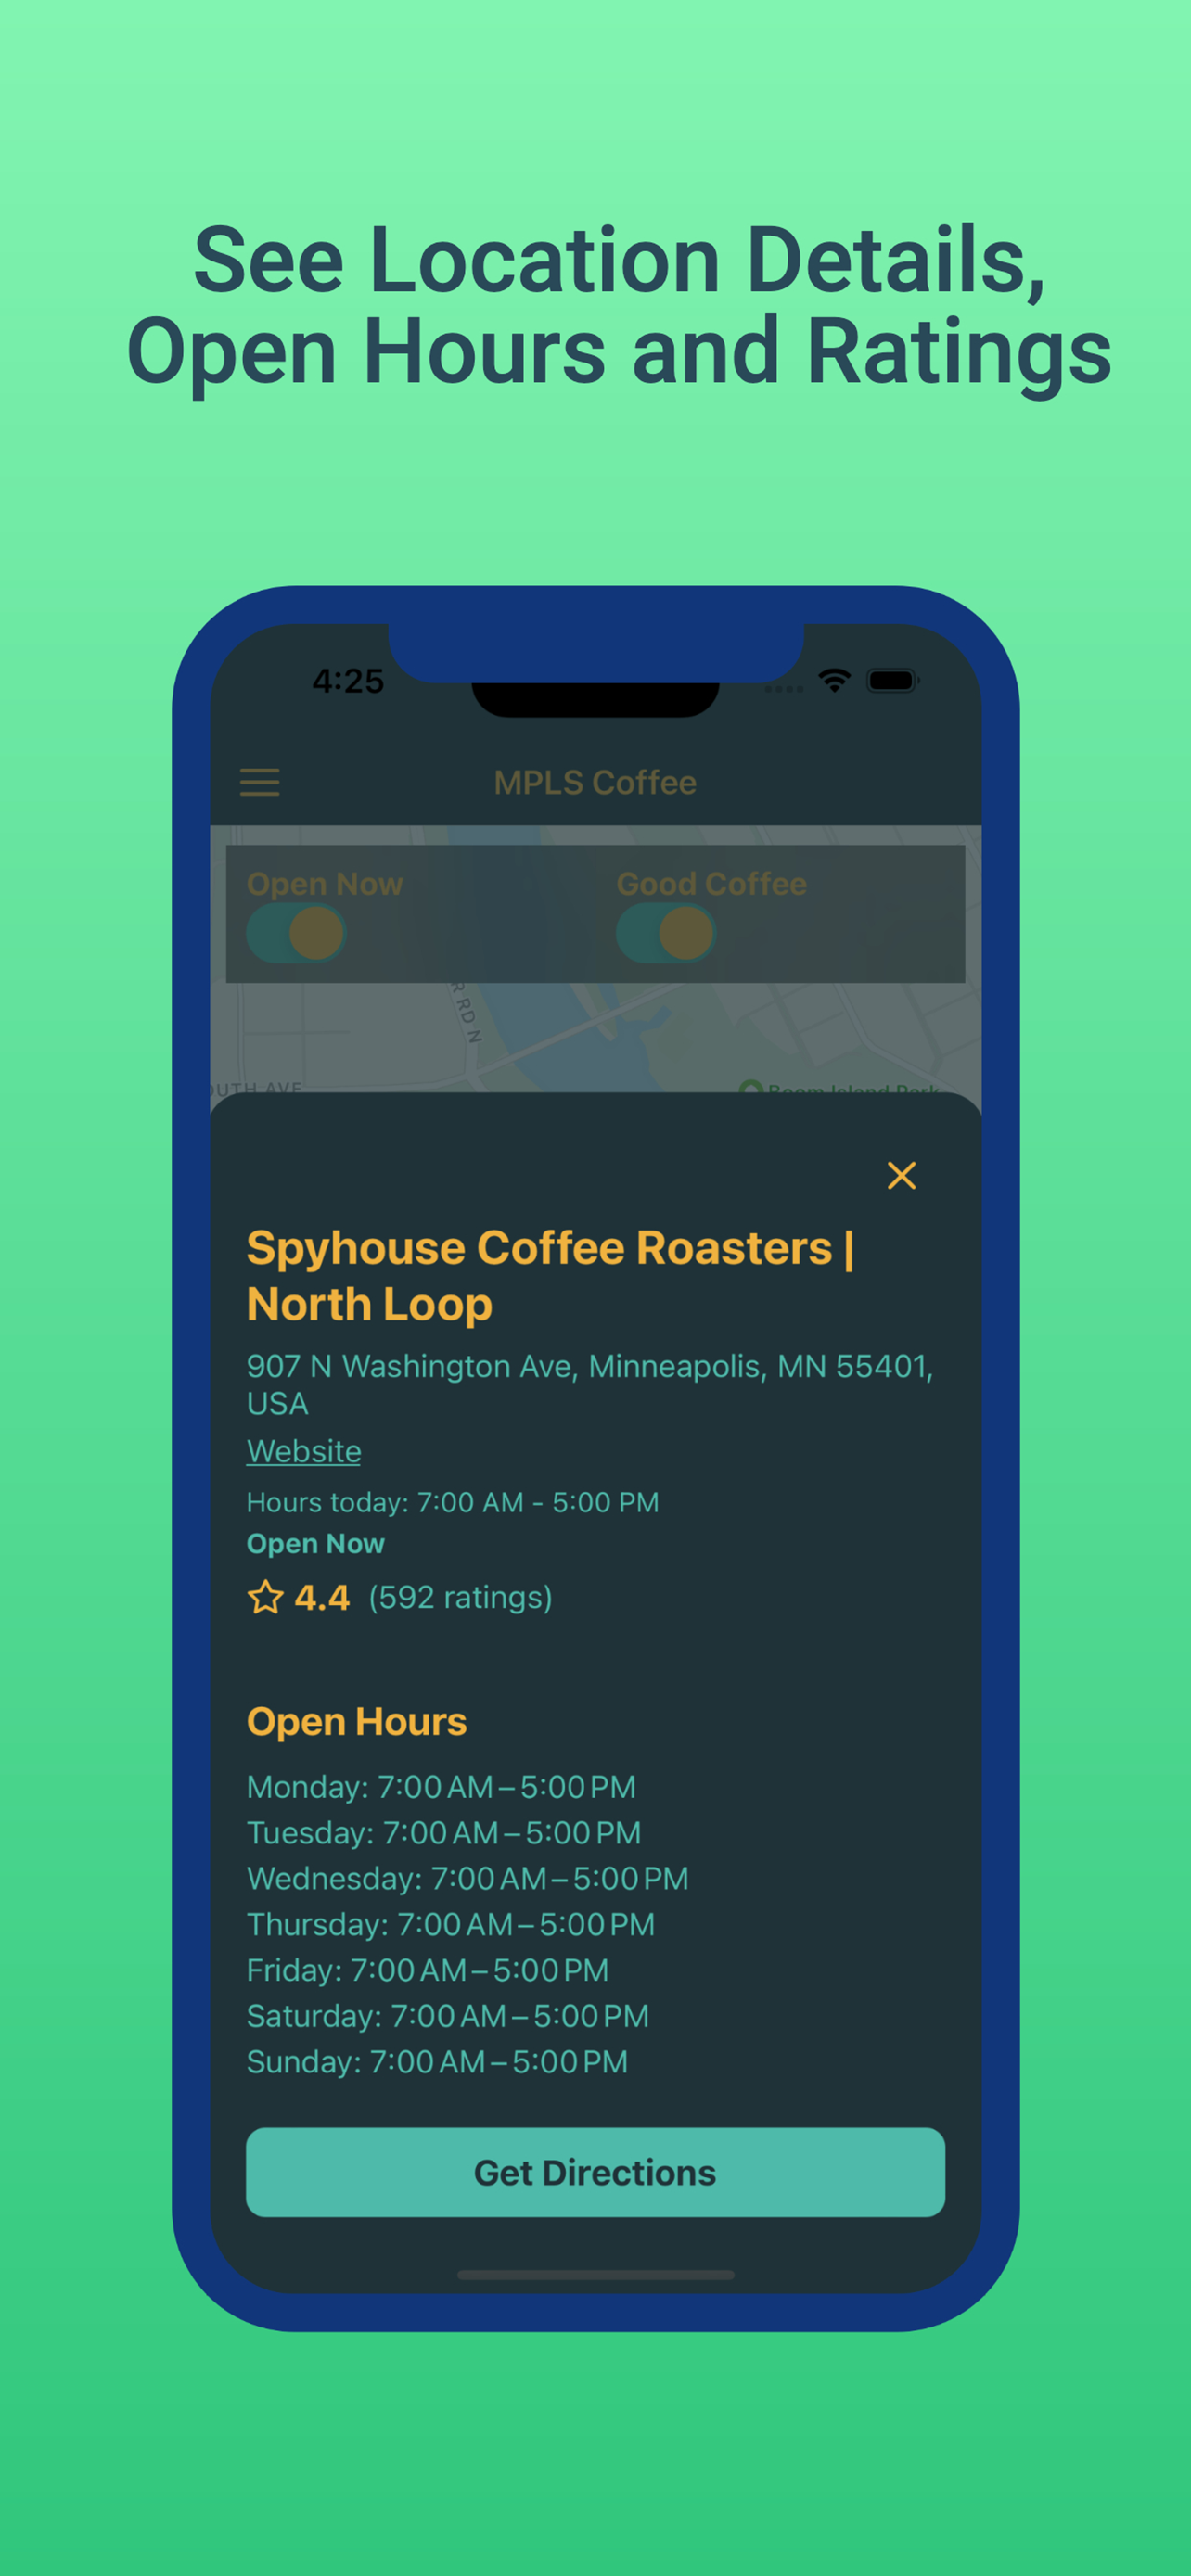 See Location Details,
Open Hours and Ratings
4:25
MPLS Coffee
Open Now
Good Coffee
R RD N
OUTH AVE
Boom Island Park
Spyhouse Coffee Roasters |
North Loop
907 N Washington Ave, Minneapolis, MN 55401,
USA
Website
Hours today: 7:00 AM - 5:00 PM
Open Now
4.4 (592 ratings)
Open Hours
Monday: 7:00 AM – 5:00 PM
Tuesday: 7:00 AM – 5:00 PM
Wednesday: 7:00 AM – 5:00 PM
Thursday: 7:00 AM – 5:00 PM
Friday: 7:00 AM – 5:00 PM
Saturday: 7:00 AM – 5:00 PM
Sunday: 7:00 AM – 5:00 PM
Get Directions